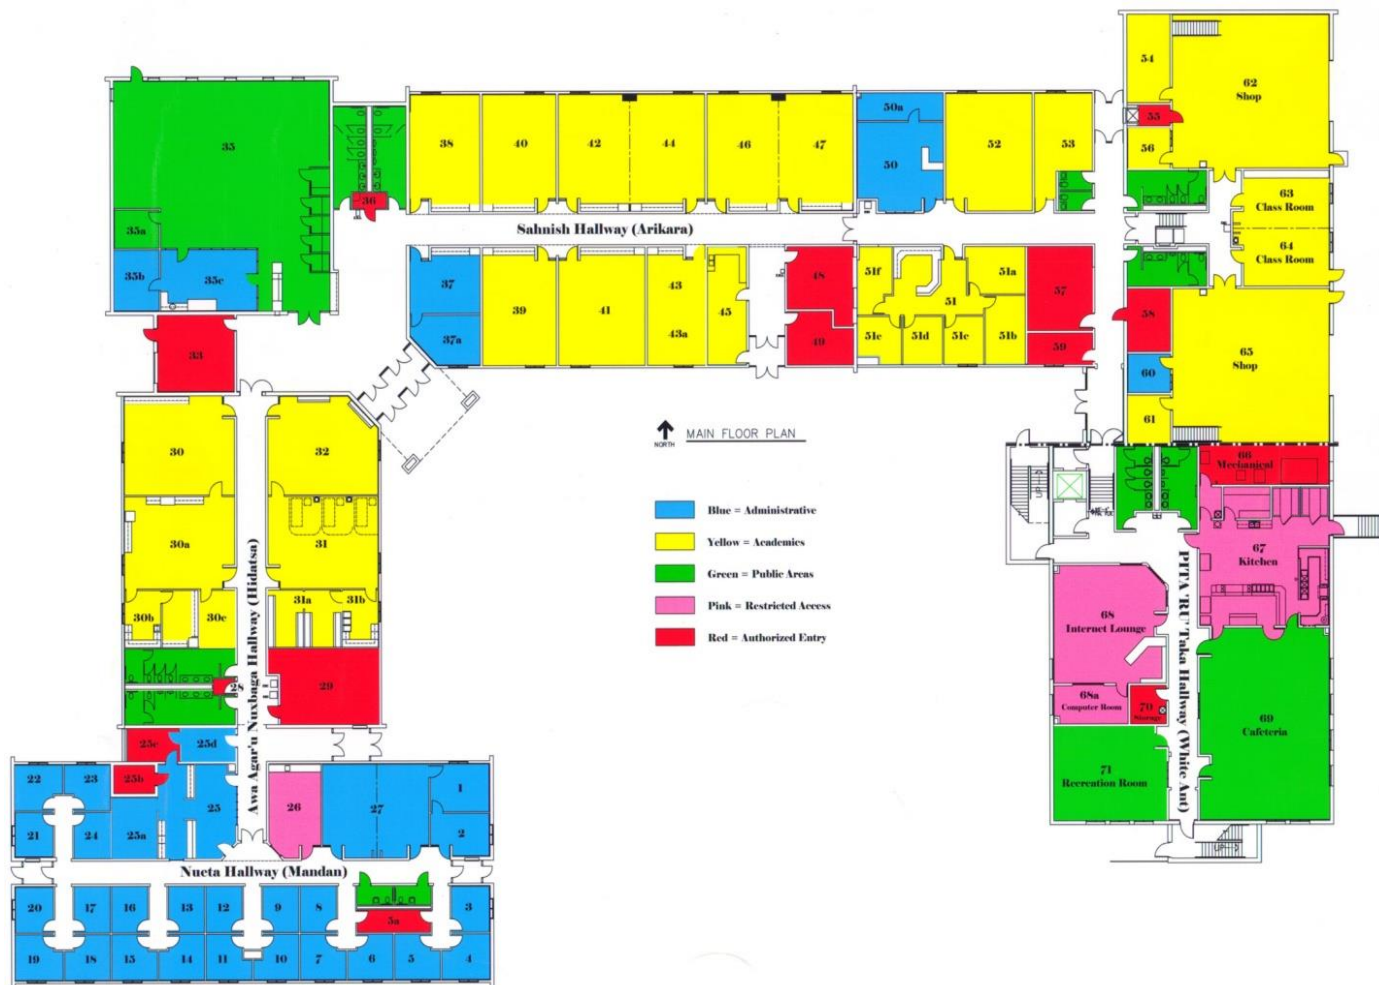 54
62
Shop
55
56
50a
35
38
40
42
44
46
47
50
52
53
36
63
Class Room
64
Class Room
Sahnish Hallway (Arikara)
35a
35b
35c
37
37a
39
41
43
43a
45
48
49
51f
51
51a
51e
51d
51c
51b
57
59
58
60
61
65
Shop
33
30
32
NORTH
MAIN FLOOR PLAN
66
Mechanical
UP
Blue = Administrative
Yellow = Academics
Green = Public Areas
Pink = Restricted Access
Red = Authorized Entry
30a
31
30b
30c
31a
31b
28
29
Awa Agar'u Nuxbaga Hallway (Hidatsa)
67
Kitchen
68
Internet Lounge
68a
Computer Room
70
Storage
PITA 'RU'Taka Hallway (White Ant)
69
Cafeteria
71
Recreation Room
UP
25c
25d
25b
22
23
21
24
25a
25
26
27
1
2
Nueta Hallway (Mandan)
20
17
16
13
12
9
8
5a
3
19
18
15
14
11
10
7
6
5
4